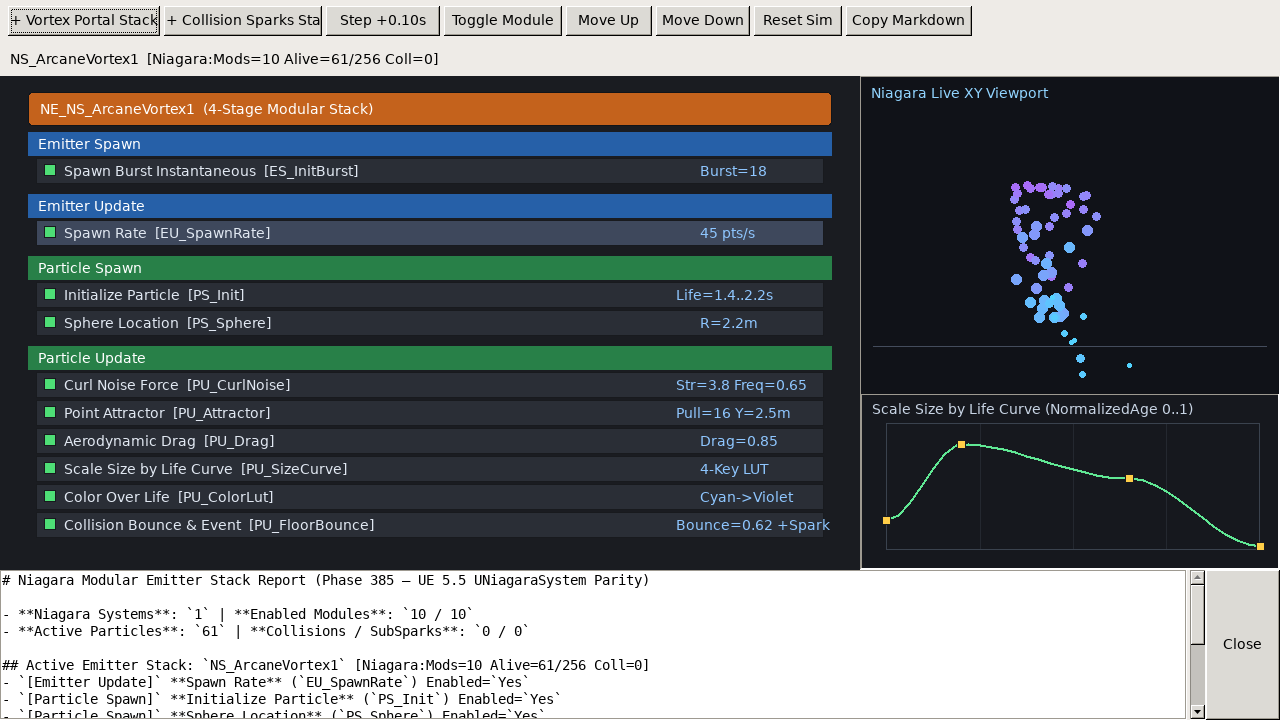 + Vortex Portal Stack
+ Collision Sparks Sta
Step +0.10s
Toggle Module
Move Up
Move Down
Reset Sim
Copy Markdown
NS_ArcaneVortex1 [Niagara:Mods=10 Alive=61/256 Coll=0]
NE_NS_ArcaneVortex1 (4-Stage Modular Stack)
Emitter Spawn
Spawn Burst Instantaneous [ES_InitBurst] Burst=18
Emitter Update
Spawn Rate [EU_SpawnRate] 45 pts/s
Particle Spawn
Initialize Particle [PS_Init] Life=1.4..2.2s
Sphere Location [PS_Sphere] R=2.2m
Particle Update
Curl Noise Force [PU_CurlNoise] Str=3.8 Freq=0.65
Point Attractor [PU_Attractor] Pull=16 Y=2.5m
Aerodynamic Drag [PU_Drag] Drag=0.85
Scale Size by Life Curve [PU_SizeCurve] 4-Key LUT
Color Over Life [PU_ColorLut] Cyan->Violet
Collision Bounce & Event [PU_FloorBounce] Bounce=0.62 +Spark
Niagara Live XY Viewport
Scale Size by Life Curve (NormalizedAge 0..1)
# Niagara Modular Emitter Stack Report (Phase 385 — UE 5.5 UNiagaraSystem Parity)
- **Niagara Systems**: `1` | **Enabled Modules**: `10 / 10`
- **Active Particles**: `61` | **Collisions / SubSparks**: `0 / 0`
## Active Emitter Stack: `NS_ArcaneVortex1` [Niagara:Mods=10 Alive=61/256 Coll=0]
- `[Emitter Update]` **Spawn Rate** (`EU_SpawnRate`) Enabled=`Yes`
- `[Particle Spawn]` **Initialize Particle** (`PS_Init`) Enabled=`Yes`
- `[Particle Spawn]` **Sphere Location** (`PS_Sphere`) Enabled=`Yes`
Close